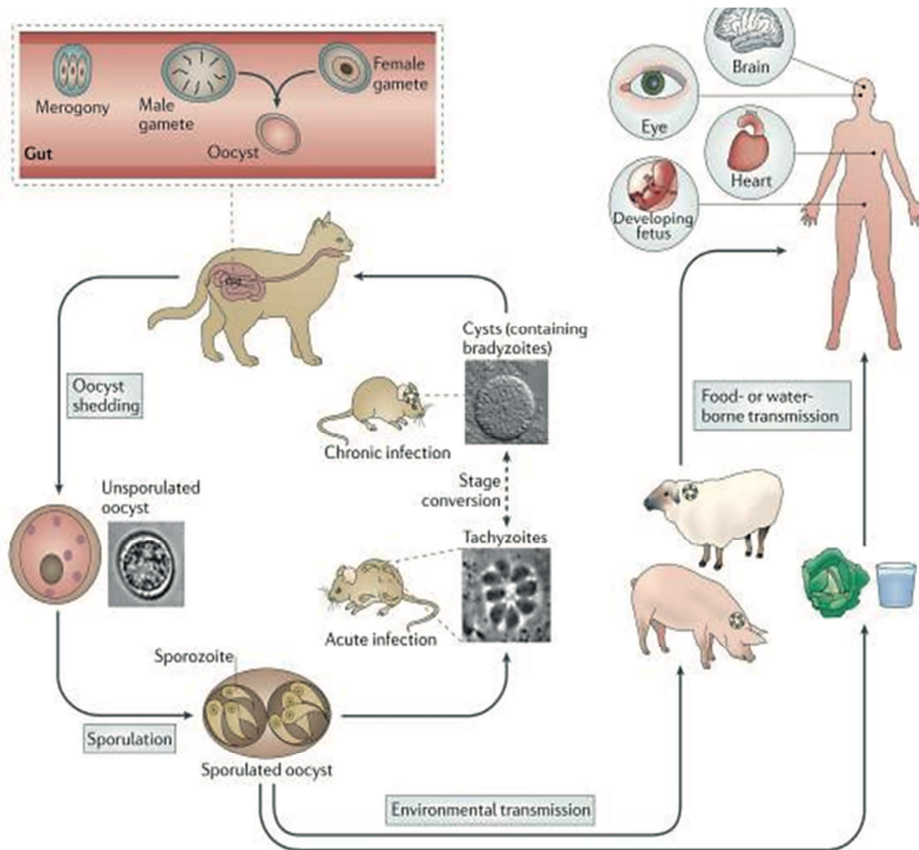 Merogony
Male
gamete
Female
gamete
Oocyst
Gut
Brain
Eye
Heart
Developing
fetus
Cysts (containing
bradyzoites)
Oocyst
shedding
Chronic infection
Food- or water-
borne transmission
Stage
conversion
Unsporulated
oocyst
Tachyzoites
Acute infection
Sporozoite
Sporulation
Sporulated oocyst
Environmental transmission